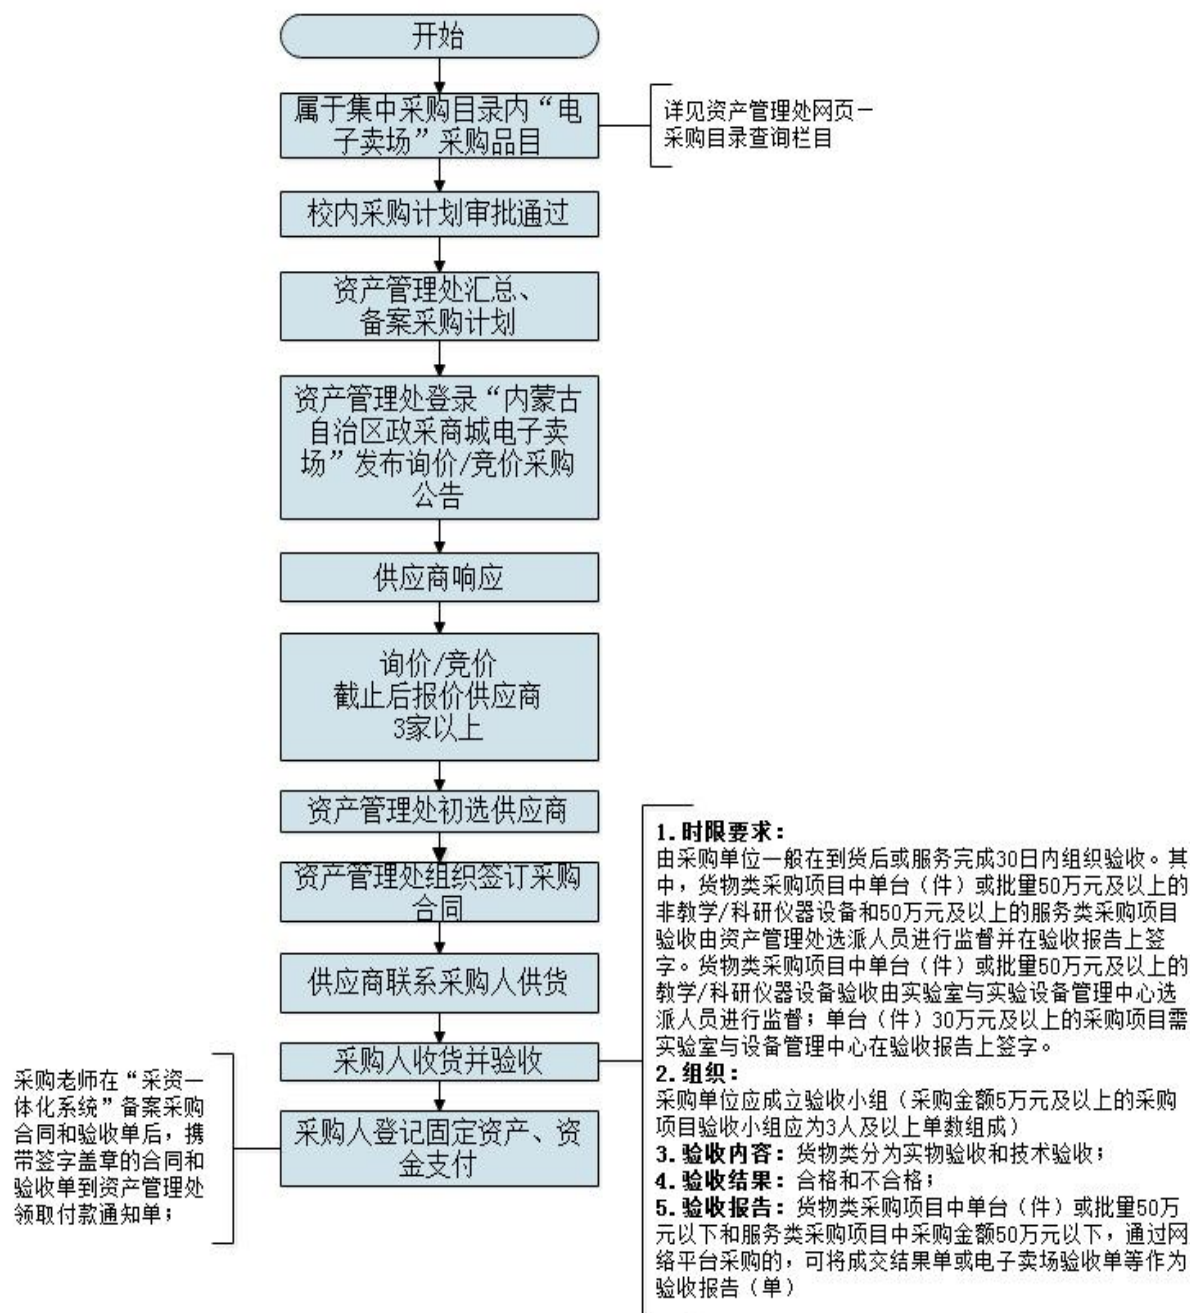 开始
属于集中采购目录内“电
子卖场”采购品目
详见资产管理处网页—
采购目录查询栏目
校内采购计划审批通过
资产管理处汇总、
备案采购计划
资产管理处登录“内蒙古
自治区政采商城电子卖
场”发布询价/竞价采购
公告
供应商响应
询价/竞价
截止后报价供应商
3家以上
资产管理处初选供应商
资产管理处组织签订采购
合同
供应商联系采购人供货
采购人收货并验收
1.时限要求：
由采购单位一般在到货后或服务完成30日内组织验收。其
中，货物类采购项目中单台（件）或批量50万元及以上的
非教学/科研仪器设备和50万元及以上的服务类采购项目
验收由资产管理处选派人员进行监督并在验收报告上签
字。货物类采购项目中单台（件）或批量50万元及以上的
教学/科研仪器设备验收由实验室与实验设备管理中心选
派人员进行监督；单台（件）30万元及以上的采购项目需
实验室与设备管理中心在验收报告上签字。
2.组织：
采购单位应成立验收小组（采购金额5万元及以上的采购
项目验收小组应为3人及以上单数组成）
3.验收内容：货物类分为实物验收和技术验收；
4.验收结果：合格和不合格；
5.验收报告：货物类采购项目中单台（件）或批量50万
元以下和服务类采购项目中采购金额50万元以下，通过网
络平台采购的，可将成交结果单或电子卖场验收单等作为
验收报告（单）
采购人登记固定资产、资
金支付
采购老师在“采资一
体化系统”备案采购
合同和验收单后，携
带签字盖章的合同和
验收单到资产管理处
领取付款通知单；